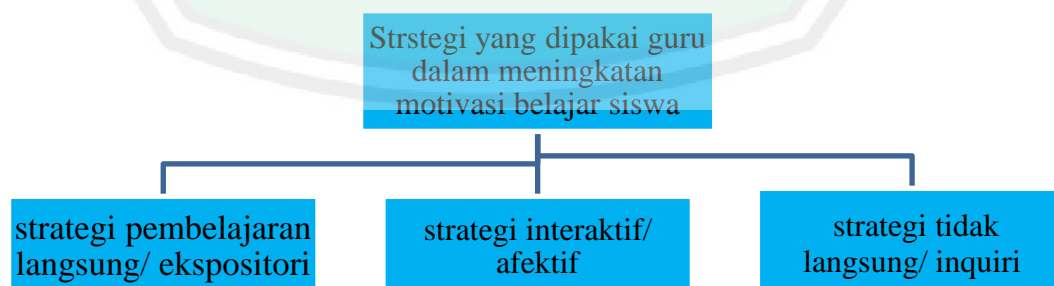 Strstegi yang dipakai guru
dalam meningkatan
motivasi belajar siswa
strategi pembelajaran
langsung/ ekspositori
strategi interaktif/
afektif
strategi tidak
langsung/ inquiri